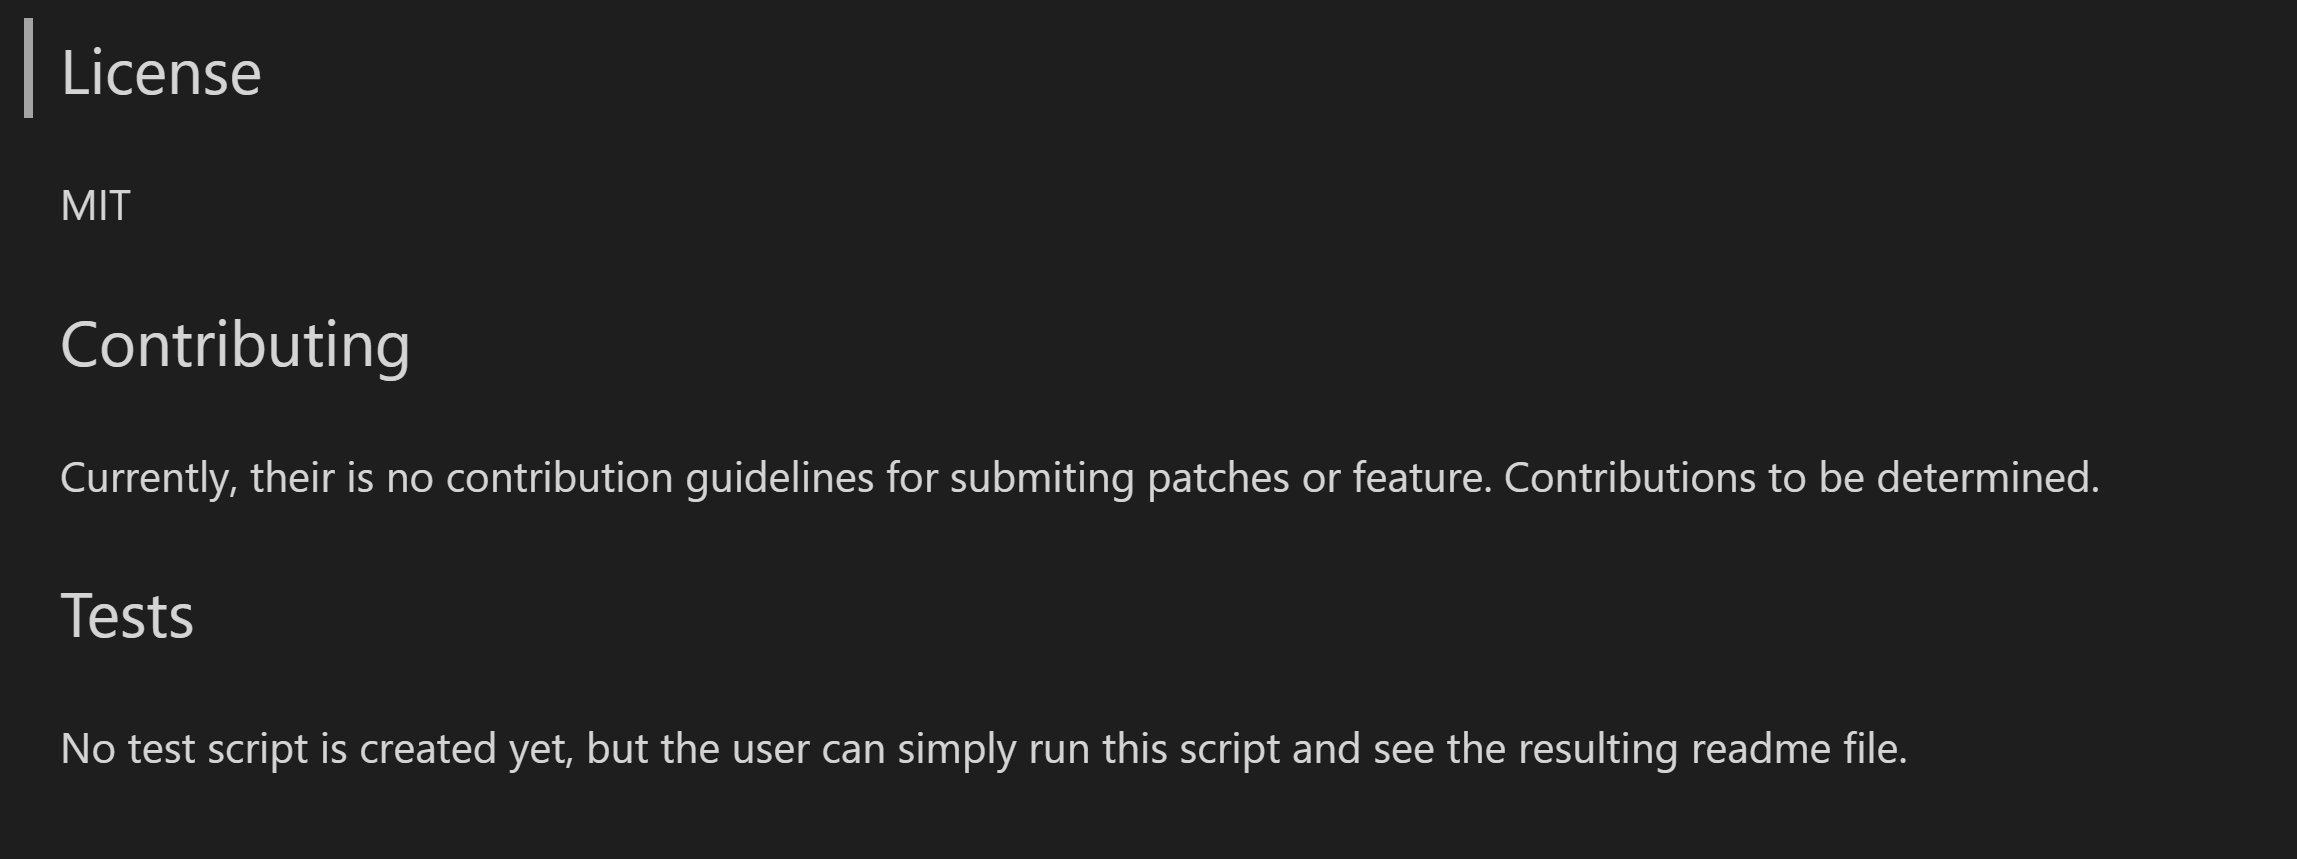 License
MIT
Contributing
Currently, their is no contribution guidelines for submiting patches or feature. Contributions to be determined.
Tests
No test script is created yet, but the user can simply run this script and see the resulting readme file.